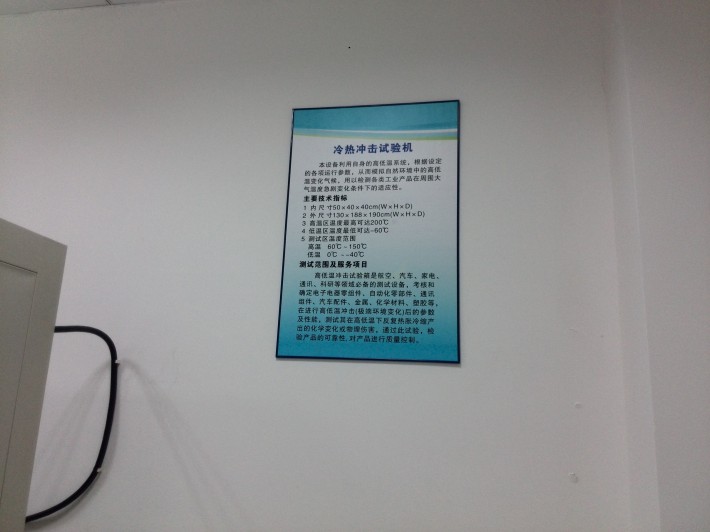 冷热冲击试验机
本设备利用自身的高低温系统，根据设定
的各项运行参数，从而模拟自然环境中的高低
温变化气候，用以检测各类工业产品在周围大
气温度急剧变化条件下的适应性。
主要技术指标
1 内 尺 寸50×40×40cm(W×H×D)
2 外 尺 寸130×188×190cm(W×H×D)
3 高温区温度最高可达200℃
4 低温区温度最低可达-60℃
5 测试区温度范围
高温 60℃~150℃
低温 0℃~-40℃
测试范围及服务项目
高低温冲击试验箱是航空、汽车、家电、
通讯、科研等领域必备的测试设备，考核和
确定电子电器零组件、自动化零部件、通讯
组件、汽车配件、金属、化学材料、塑胶等，
在进行高低温冲击(极端环境变化)后的参数
及性能，测试其在高低温下反复热胀冷缩产
出的化学变化或物理伤害，通过此试验，检
验产品的可靠性,对产品进行质量控制。